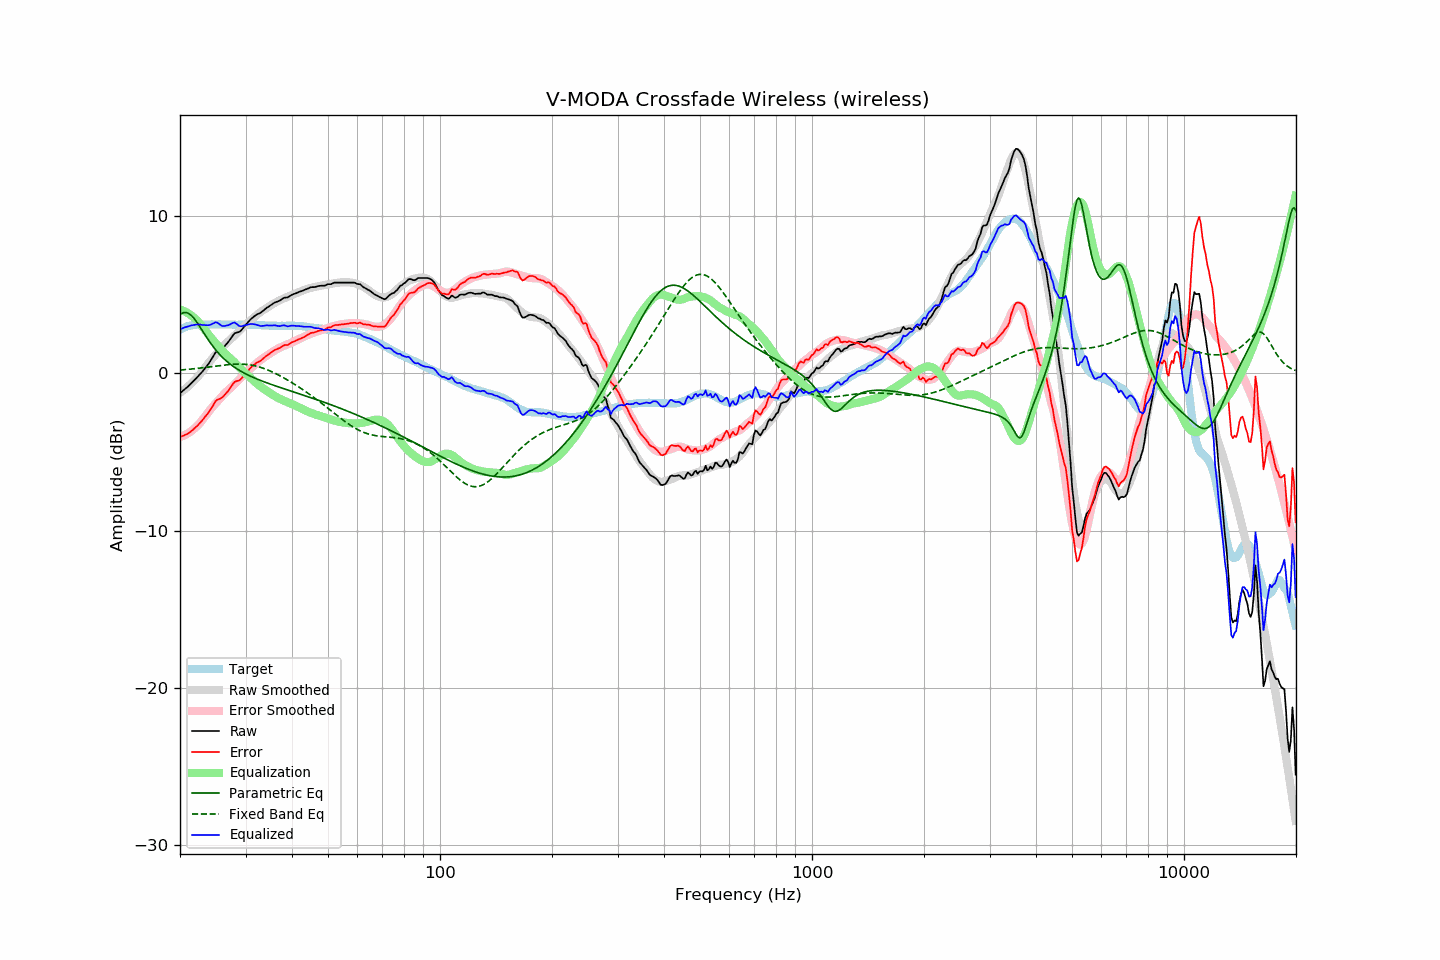 V-MODA Crossfade Wireless (wireless)
10
0
−10
−20
−30
Amplitude (dBr)
Target
Raw Smoothed
Error Smoothed
Raw
Error
Equalization
Parametric Eq
Fixed Band Eq
Equalized
100
1000
10000
Frequency (Hz)